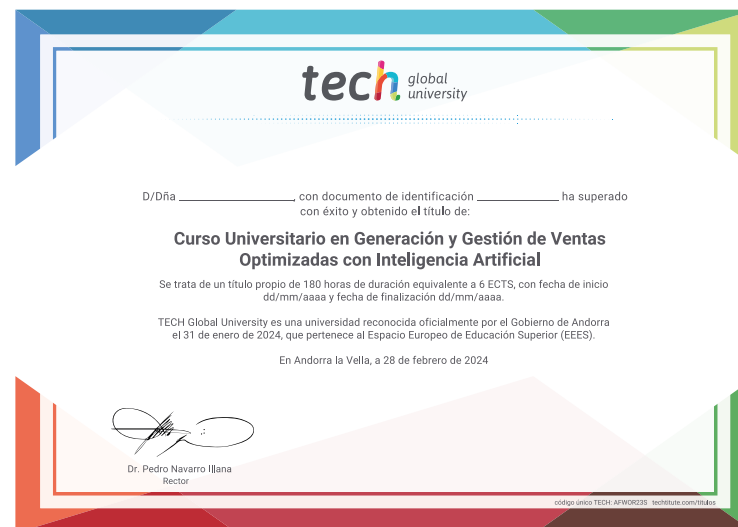 tech global university
D/Dña ____________________, con documento de identificación ______________ ha superado
con éxito y obtenido el título de:
Curso Universitario en Generación y Gestión de Ventas
Optimizadas con Inteligencia Artificial
Se trata de un título propio de 180 horas de duración equivalente a 6 ECTS, con fecha de inicio
dd/mm/aaaa y fecha de finalización dd/mm/aaaa.
TECH Global University es una universidad reconocida oficialmente por el Gobierno de Andorra
el 31 de enero de 2024, que pertenece al Espacio Europeo de Educación Superior (EEES).
En Andorra la Vella, a 28 de febrero de 2024
Dr. Pedro Navarro Illana
Rector
código único TECH: AFWOR23S techtitute.com/titulos